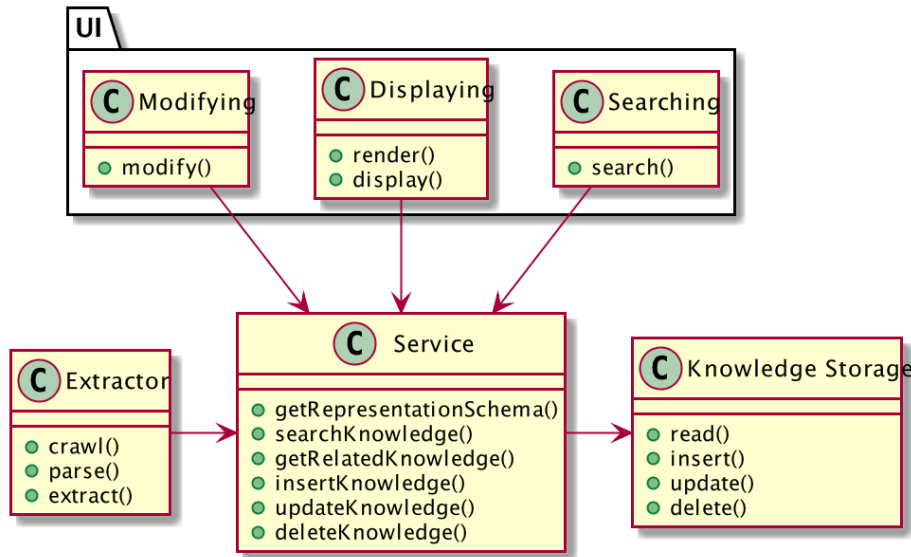 UI
C Modifying
modify()
C Displaying
render()
display()
C Searching
search()
C Extractor
crawl()
parse()
extract()
C Service
getRepresentationSchema()
searchKnowledge()
getRelatedKnowledge()
insertKnowledge()
updateKnowledge()
deleteKnowledge()
C Knowledge Storage
read()
insert()
update()
delete()